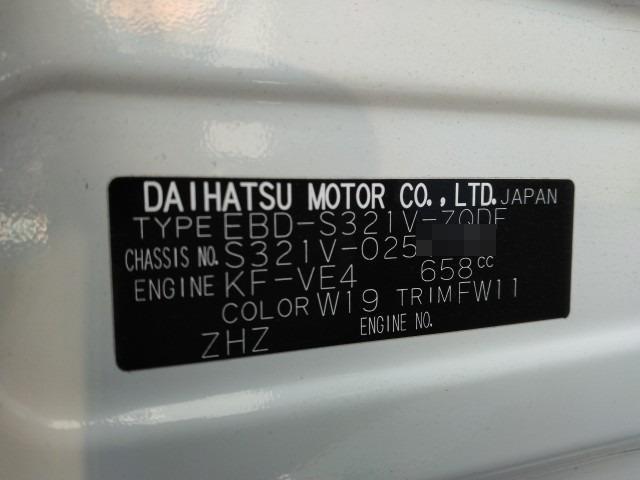 DAIHATSU MOTOR CO., LTD. JAPAN
TYPE EBD-S321V-ZQDF
CHASSIS NO. S321V-025
ENGINE KF-VE4 658cc
COLOR W19 TRIM FW11
ENGINE NO.
ZHZ